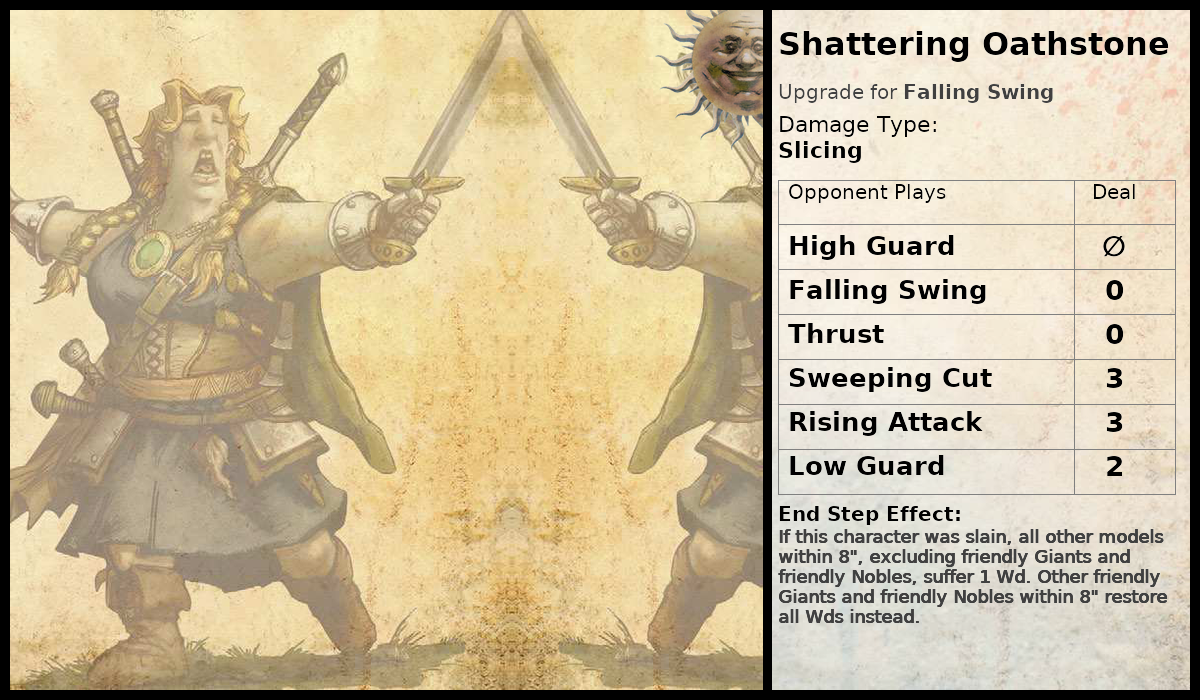 Shattering Oathstone
Upgrade for Falling Swing
Damage Type:
Slicing
Opponent Plays Deal
High Guard ∅
Falling Swing 0
Thrust 0
Sweeping Cut 3
Rising Attack 3
Low Guard 2
End Step Effect:
If this character was slain, all other models
within 8", excluding friendly Giants and
friendly Nobles, suffer 1 Wd. Other friendly
Giants and friendly Nobles within 8" restore
all Wds instead.